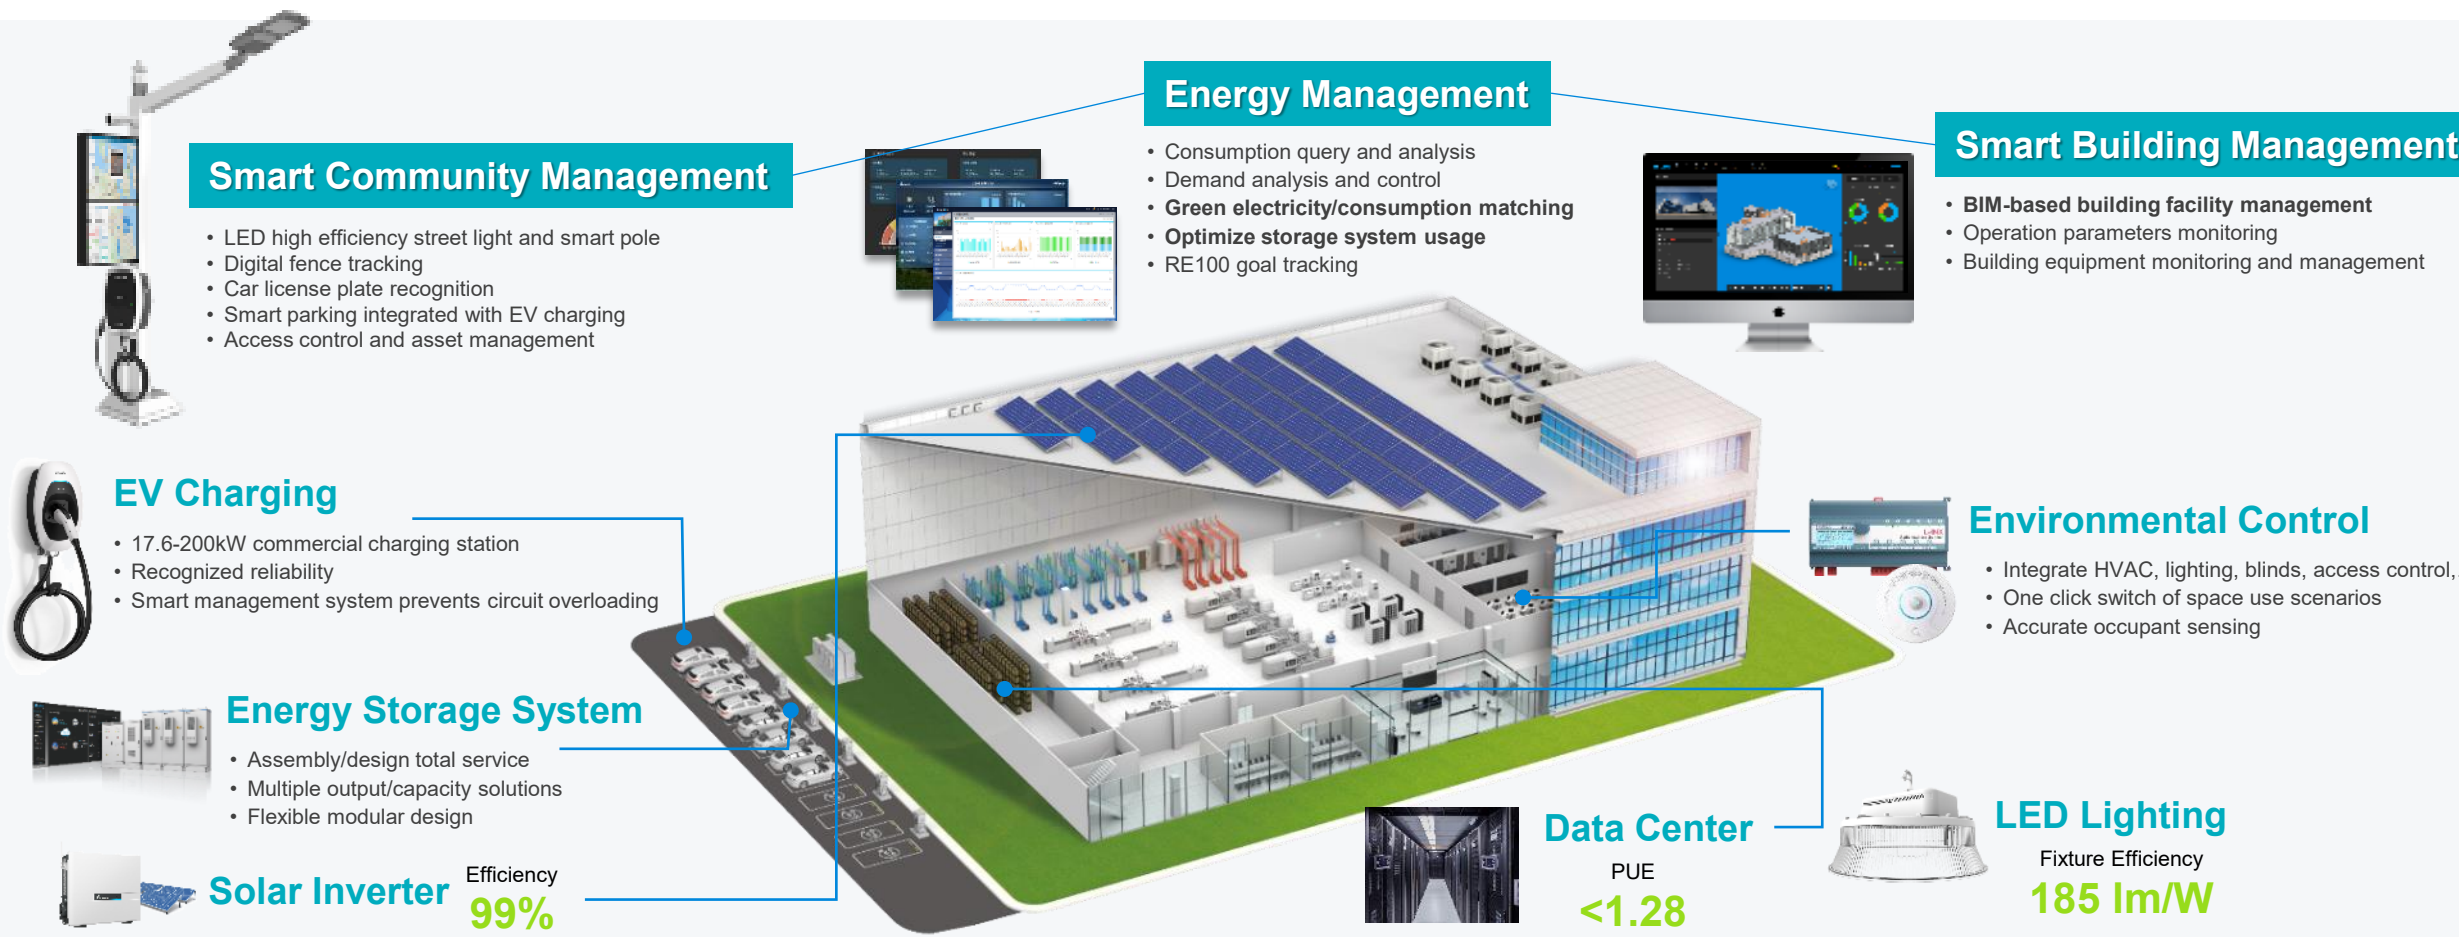 Energy Management
• Consumption query and analysis
• Demand analysis and control
• Green electricity/consumption matching
• Optimize storage system usage
• RE100 goal tracking
Smart Community Management
• LED high efficiency street light and smart pole
• Digital fence tracking
• Car license plate recognition
• Smart parking integrated with EV charging
• Access control and asset management
Smart Building Management
• BIM-based building facility management
• Operation parameters monitoring
• Building equipment monitoring and management
EV Charging
• 17.6-200kW commercial charging station
• Recognized reliability
• Smart management system prevents circuit overloading
Environmental Control
• Integrate HVAC, lighting, blinds, access control,.
• One click switch of space use scenarios
• Accurate occupant sensing
Energy Storage System
• Assembly/design total service
• Multiple output/capacity solutions
• Flexible modular design
Solar Inverter
Efficiency
99%
Data Center
PUE
<1.28
LED Lighting
Fixture Efficiency
185 lm/W